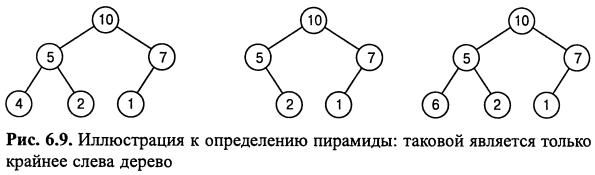 10 10 10
5 7 5 7 5 7
4 2 1 2 1 6 2 1
Рис. 6.9. Иллюстрация к определению пирамиды: таковой является только
крайнее слева дерево